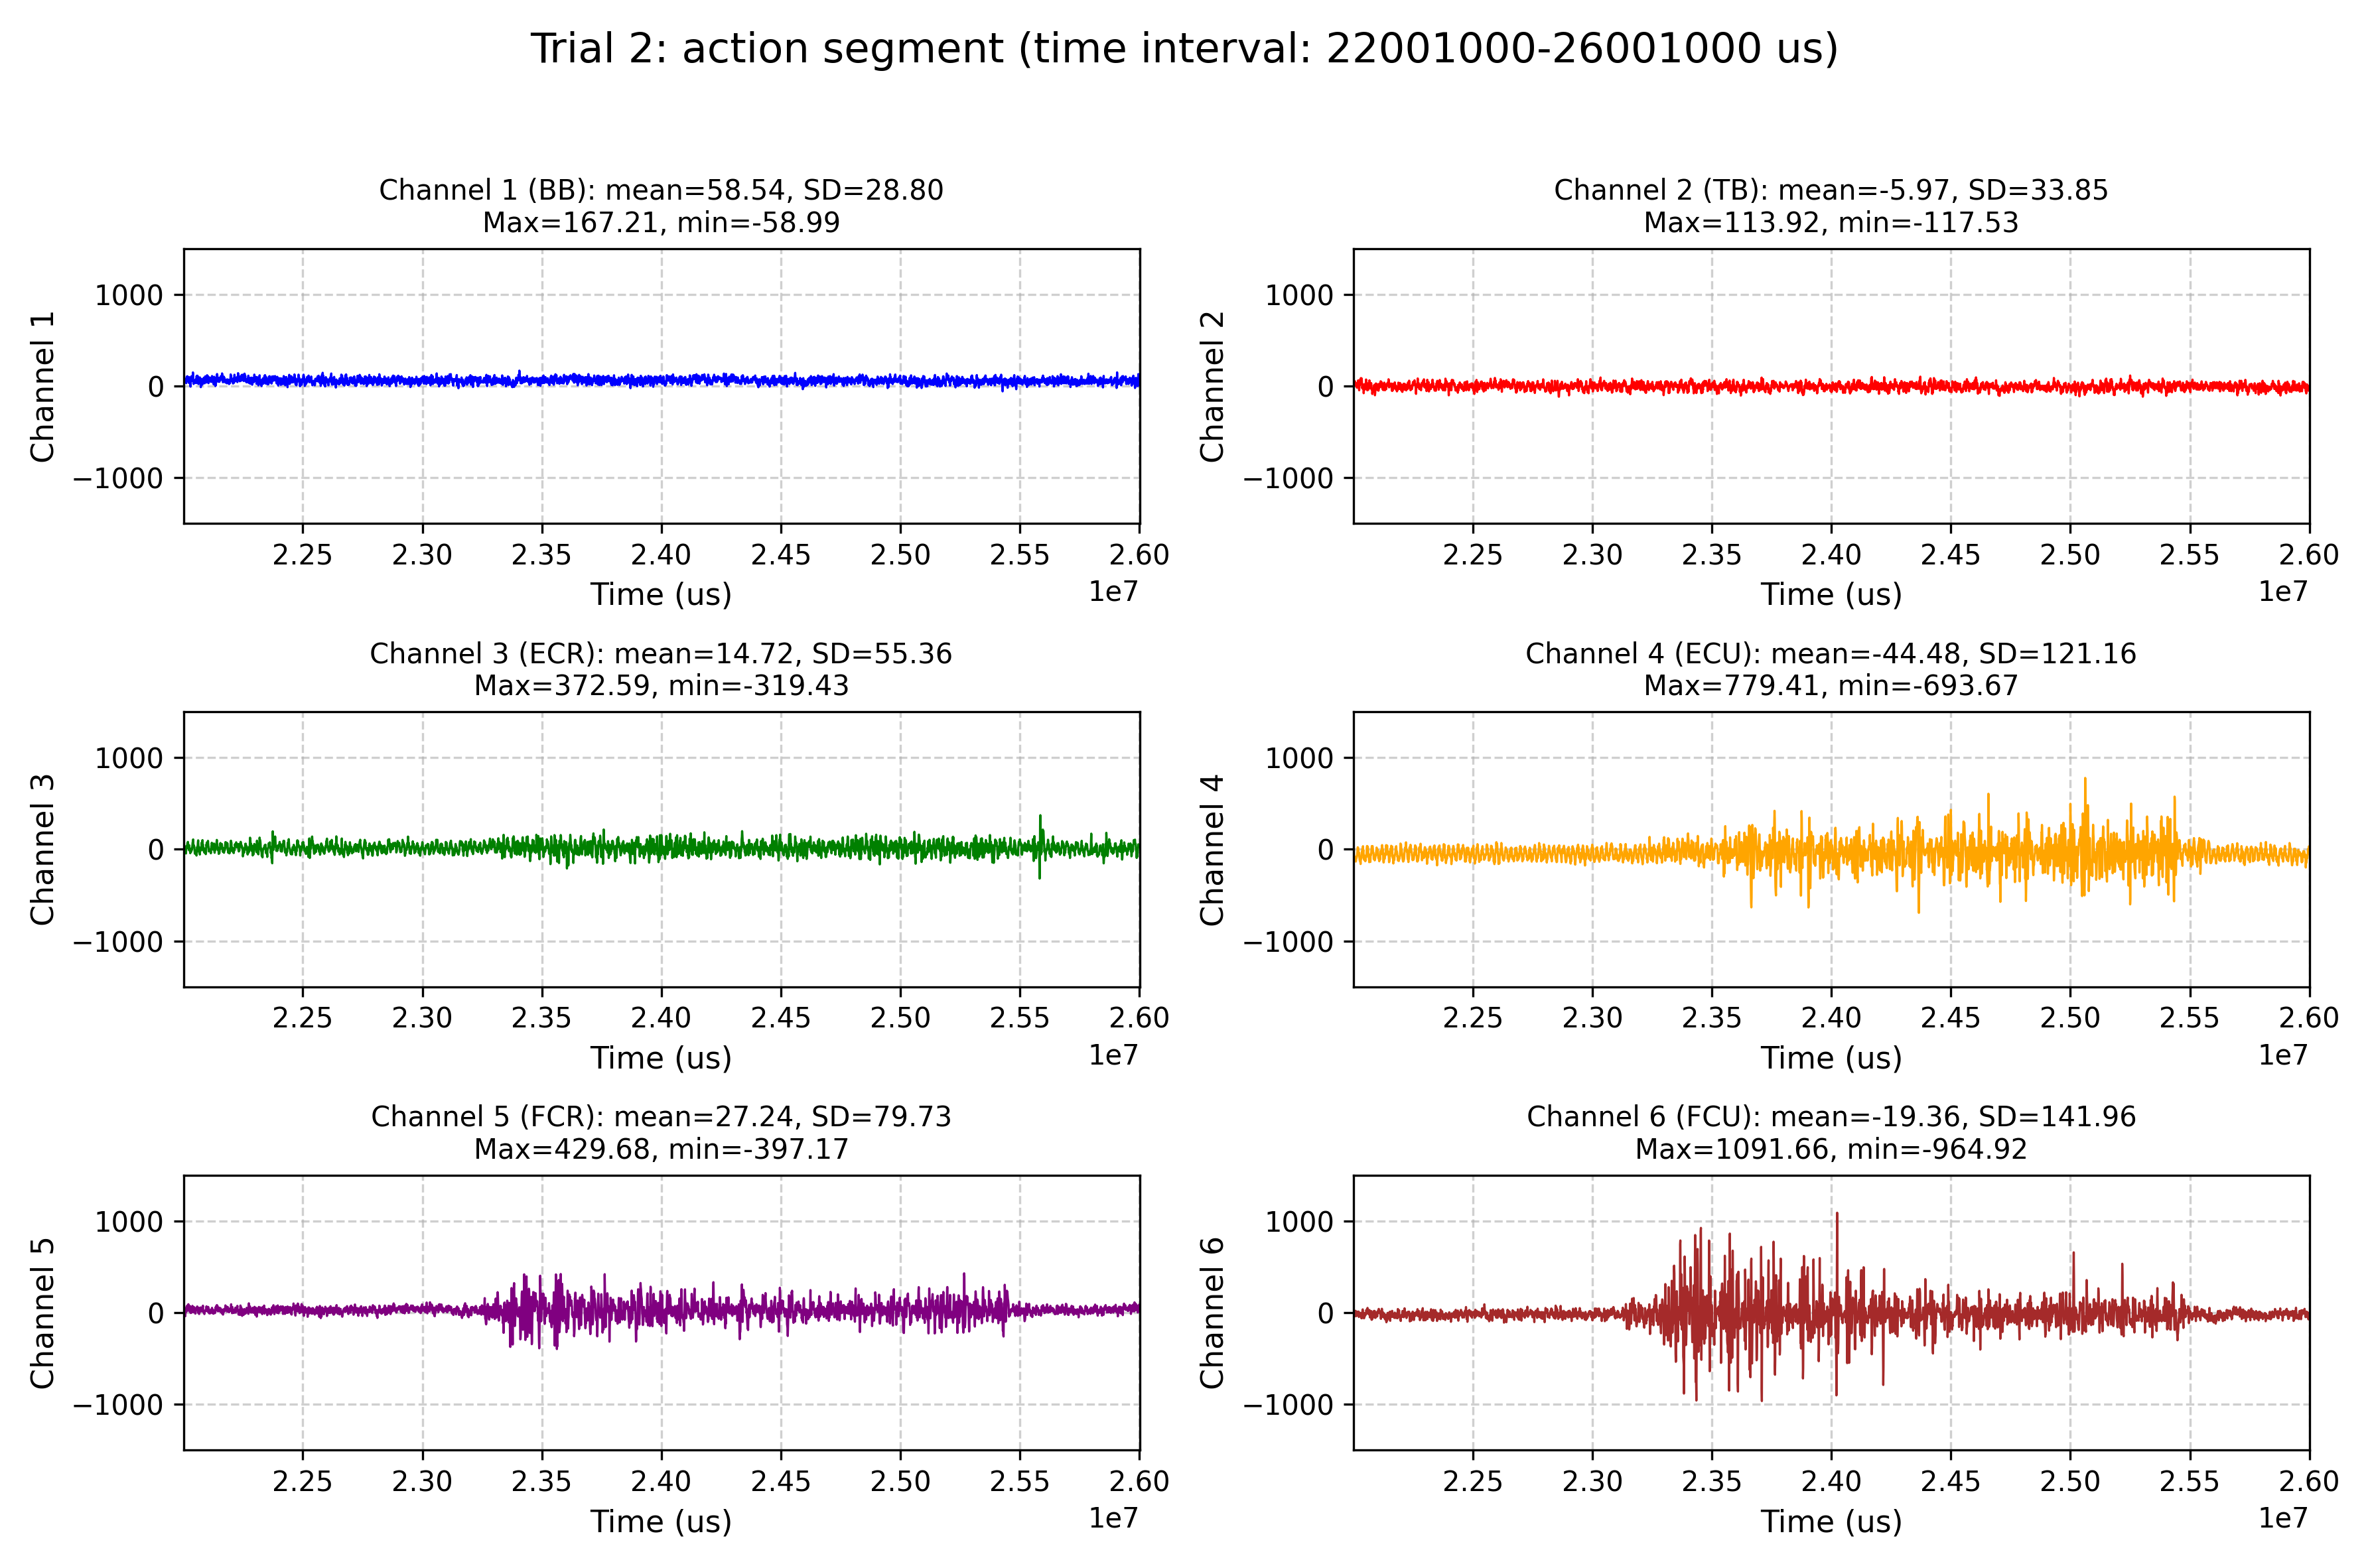 Trial 2: action segment (time interval: 22001000-26001000 us)
Channel 1 (BB): mean=58.54, SD=28.80
Max=167.21, min=-58.99
Channel 1
1000
0
−1000
2.25 2.30 2.35 2.40 2.45 2.50 2.55 2.60
1e7
Time (us)
Channel 2 (TB): mean=-5.97, SD=33.85
Max=113.92, min=-117.53
Channel 2
1000
0
−1000
2.25 2.30 2.35 2.40 2.45 2.50 2.55 2.60
1e7
Time (us)
Channel 3 (ECR): mean=14.72, SD=55.36
Max=372.59, min=-319.43
Channel 3
1000
0
−1000
2.25 2.30 2.35 2.40 2.45 2.50 2.55 2.60
1e7
Time (us)
Channel 4 (ECU): mean=-44.48, SD=121.16
Max=779.41, min=-693.67
Channel 4
1000
0
−1000
2.25 2.30 2.35 2.40 2.45 2.50 2.55 2.60
1e7
Time (us)
Channel 5 (FCR): mean=27.24, SD=79.73
Max=429.68, min=-397.17
Channel 5
1000
0
−1000
2.25 2.30 2.35 2.40 2.45 2.50 2.55 2.60
1e7
Time (us)
Channel 6 (FCU): mean=-19.36, SD=141.96
Max=1091.66, min=-964.92
Channel 6
1000
0
−1000
2.25 2.30 2.35 2.40 2.45 2.50 2.55 2.60
1e7
Time (us)